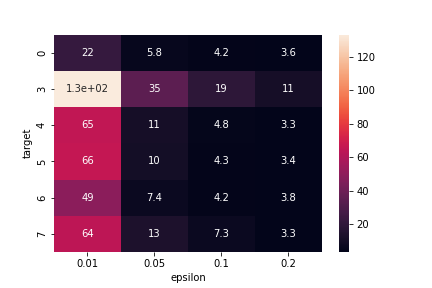 0 22 5.8 4.2 3.6
3 1.3e+02 35 19 11
4 65 11 4.8 3.3
5 66 10 4.3 3.4
6 49 7.4 4.2 3.8
7 64 13 7.3 3.3
0.01 0.05 0.1 0.2
epsilon
target
120
100
80
60
40
20